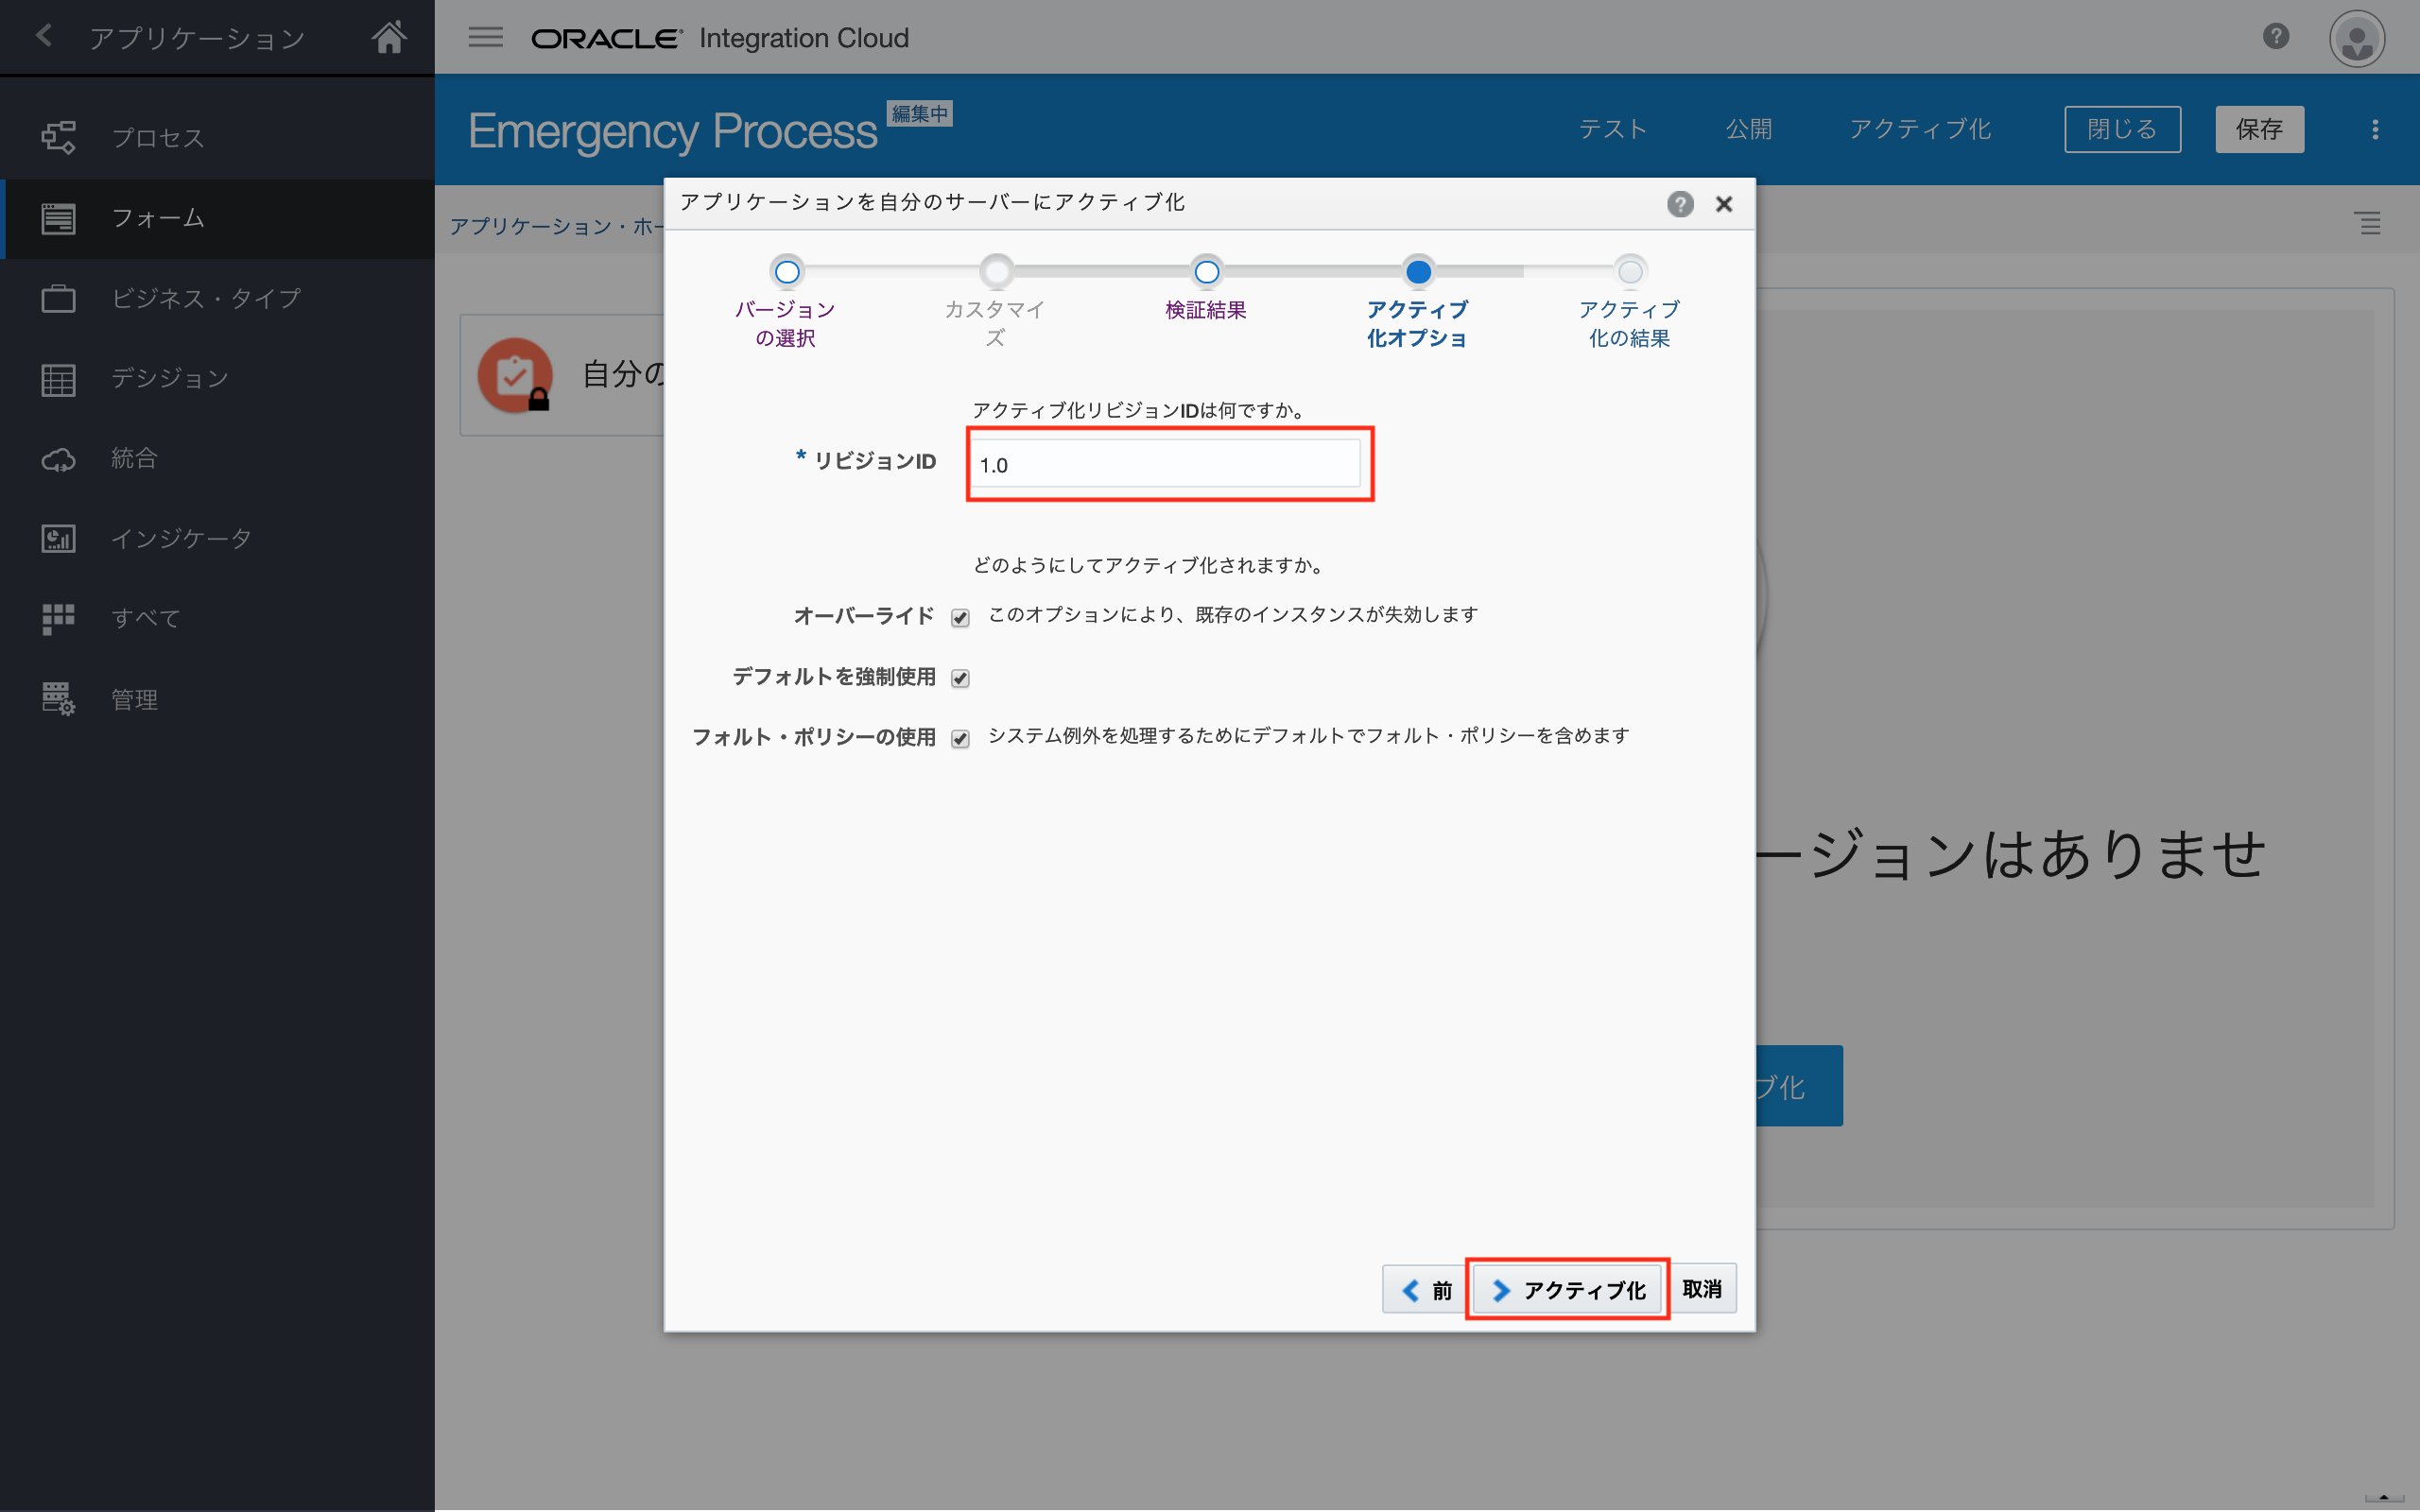 アプリケーション
ORACLE Integration Cloud
プロセス
フォーム
ビジネス・タイプ
デシジョン
統合
インジケータ
すべて
管理
Emergency Process 編集中
テスト 公開 アクティブ化 閉じる 保存
アプリケーション・ホー
自分の
ージョンはありませ
ブ化
アプリケーションを自分のサーバーにアクティブ化
バージョン
の選択
カスタマイ
ズ
検証結果
アクティブ
化オプショ
アクティブ
化の結果
アクティブ化リビジョンIDは何ですか。
* リビジョンID 1.0
どのようにしてアクティブ化されますか。
オーバーライド このオプションにより、既存のインスタンスが失効します
デフォルトを強制使用
フォルト・ポリシーの使用 システム例外を処理するためにデフォルトでフォルト・ポリシーを含めます
前 アクティブ化 取消